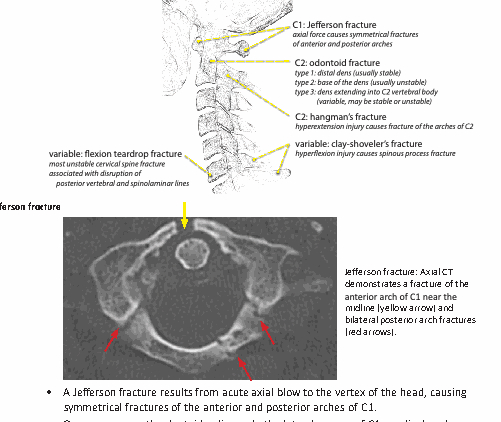 C1: Jefferson fracture
axial force causes symmetrical fractures
of anterior and posterior arches
C2: odontoid fracture
type 1: distal dens (usually stable)
type 2: base of the dens (usually unstable)
type 3: dens extending into C2 vertebral body
(variable, may be stable or unstable)
C2: hangman's fracture
hyperextension injury causes fracture of the arches of C2
variable: clay-shoveler's fracture
hyperflexion injury causes spinous process fracture
variable: flexion teardrop fracture
most unstable cervical spine fracture
associated with disruption of
posterior vertebral and spinolaminar lines
fferson fracture
Jefferson fracture: Axial CT
demonstrates a fracture of the
anterior arch of C1 near the
midline (yellow arrow) and
bilateral posterior arch fractures
(red arrows).
• A Jefferson fracture results from acute axial blow to the vertex of the head, causing
symmetrical fractures of the anterior and posterior arches of C1.